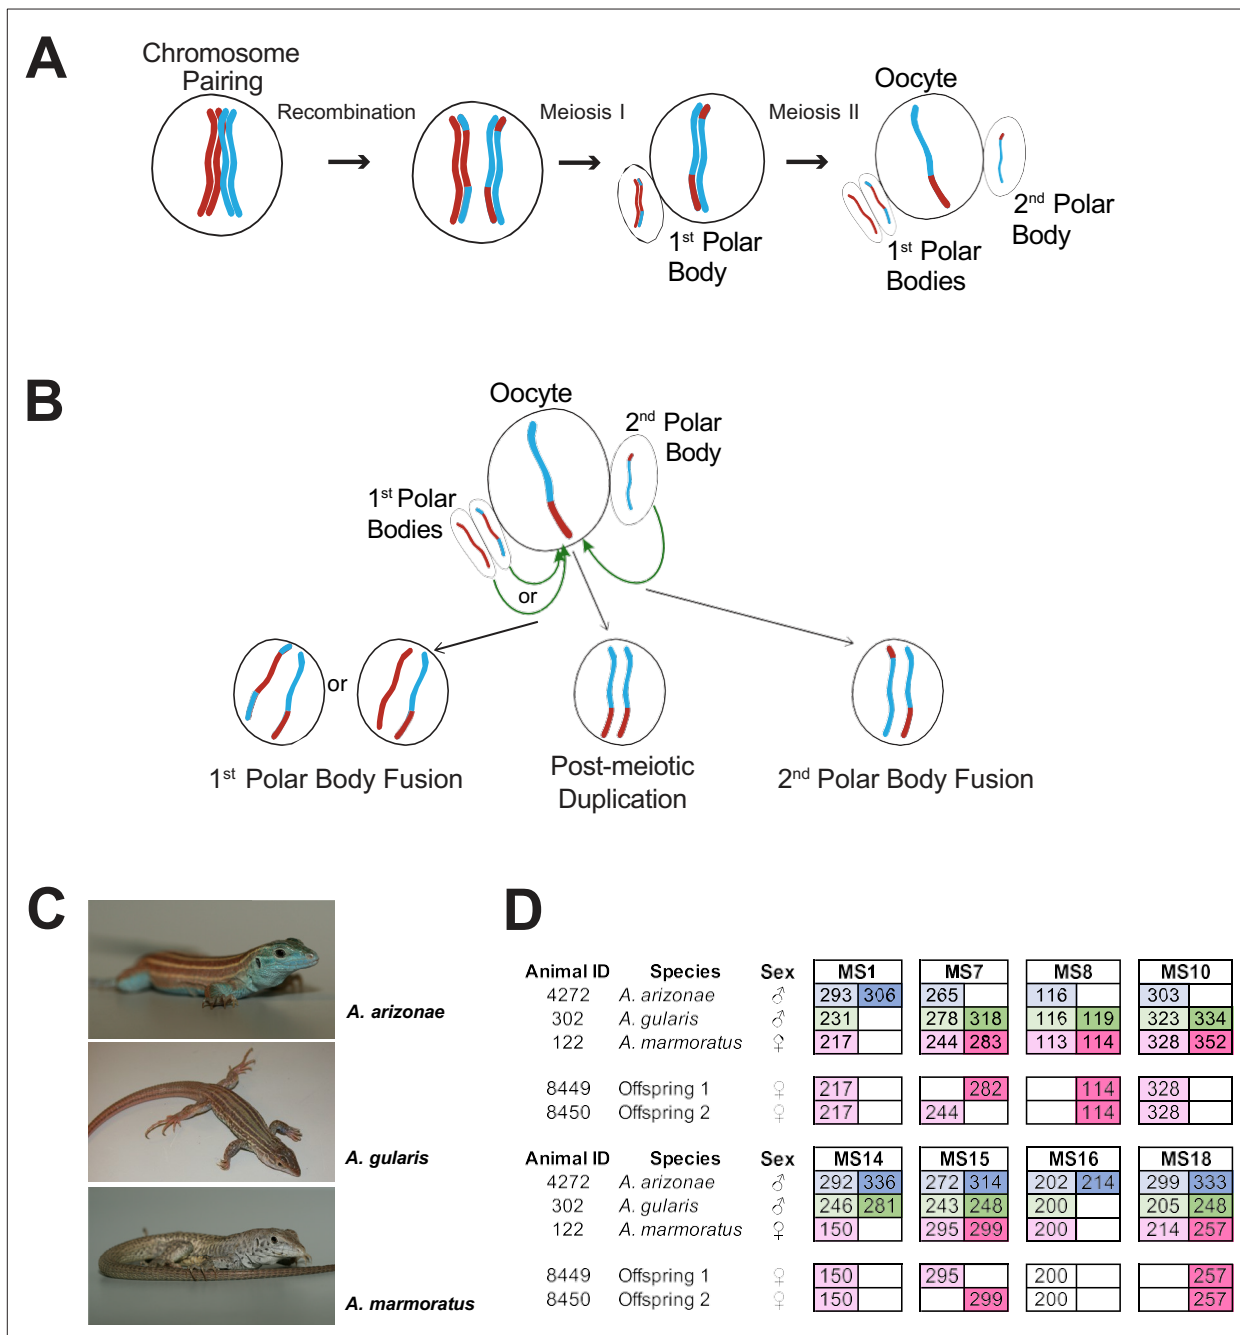 A
Chromosome
Pairing
Recombination
Meiosis I
Meiosis II
Oocyte
1st Polar
Body
1st Polar
Bodies
2nd Polar
Body
B
Oocyte
2nd Polar
Body
1st Polar
Bodies
or
or
1st Polar Body Fusion
Post-meiotic
Duplication
2nd Polar Body Fusion
C
A. arizonae
A. gularis
A. marmoratus
D
Animal ID Species Sex MS1 MS7 MS8 MS10
4272 A. arizonae ♂ 293 306 265 116 303
302 A. gularis ♂ 231 278 318 116 119 323 334
122 A. marmoratus ♀ 217 244 283 113 114 328 352
8449 Offspring 1 ♀ 217 282 114 328
8450 Offspring 2 ♀ 217 244 114 328
Animal ID Species Sex MS14 MS15 MS16 MS18
4272 A. arizonae ♂ 292 336 272 314 202 214 299 333
302 A. gularis ♂ 246 281 243 248 200 205 248
122 A. marmoratus ♀ 150 295 299 200 214 257
8449 Offspring 1 ♀ 150 295 200 257
8450 Offspring 2 ♀ 150 299 200 257